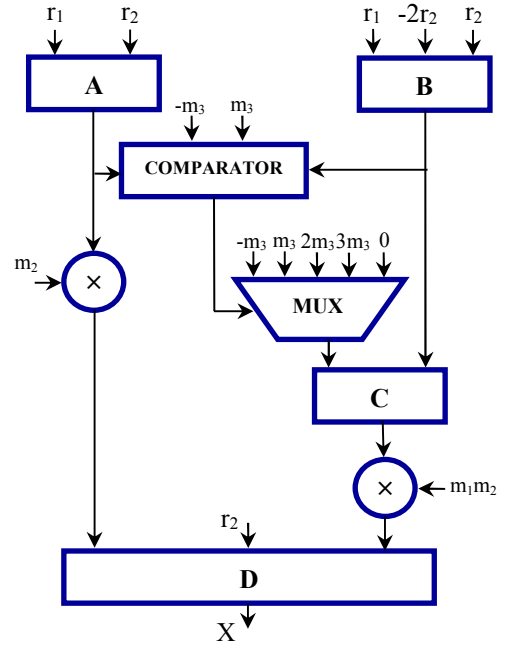 r₁ r₂ r₁ -2r₂ r₂
A B
-m₃ m₃
COMPARATOR
-m₃ m₃ 2m₃ 3m₃ 0
m₂ × MUX
C
× m₁m₂
r₂
D
X